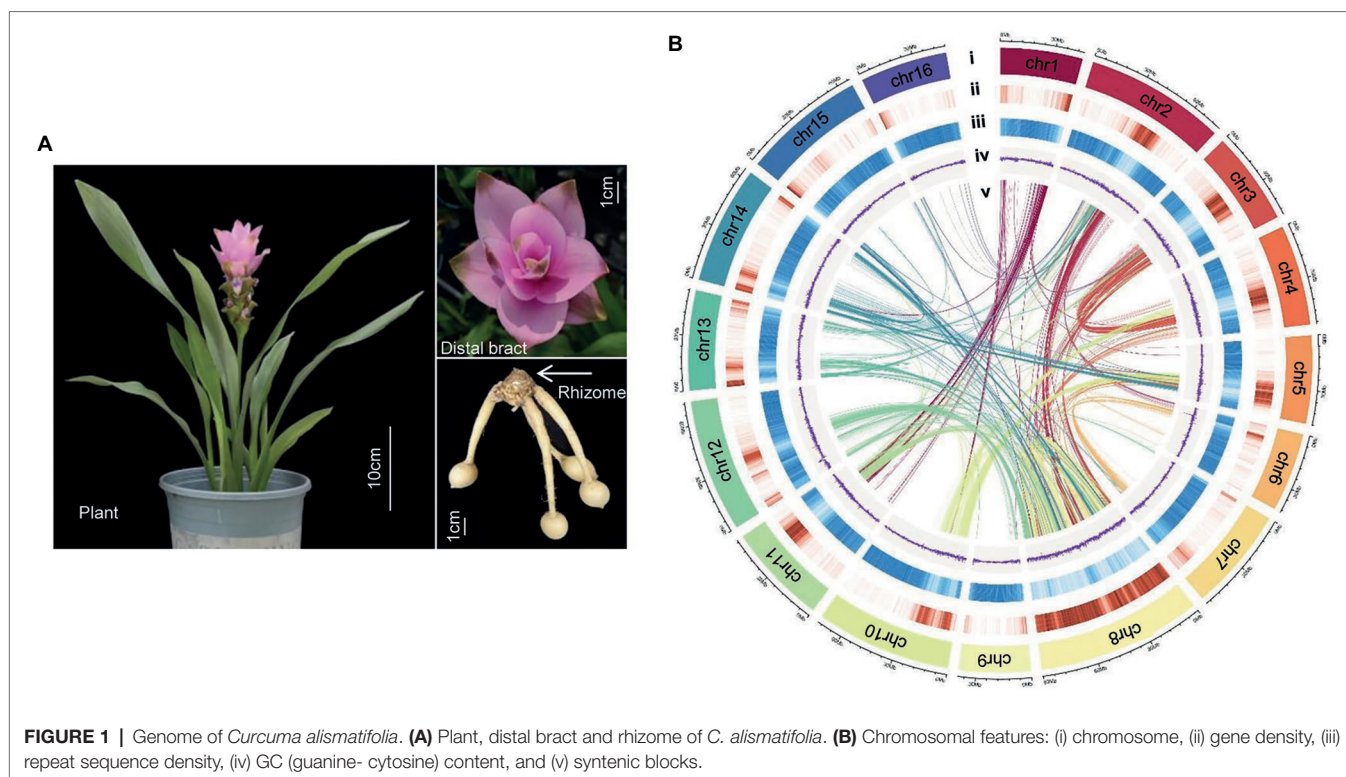 A
Plant
10cm
1cm
Distal bract
Rhizome
1cm
B
i
ii
iii
iv
v
chr1
chr2
chr3
chr4
chr5
chr6
chr7
chr8
chr9
chr10
chr11
chr12
chr13
chr14
chr15
chr16
FIGURE 1 | Genome of Curcuma alismatifolia. (A) Plant, distal bract and rhizome of C. alismatifolia. (B) Chromosomal features: (i) chromosome, (ii) gene density, (iii)
repeat sequence density, (iv) GC (guanine- cytosine) content, and (v) syntenic blocks.